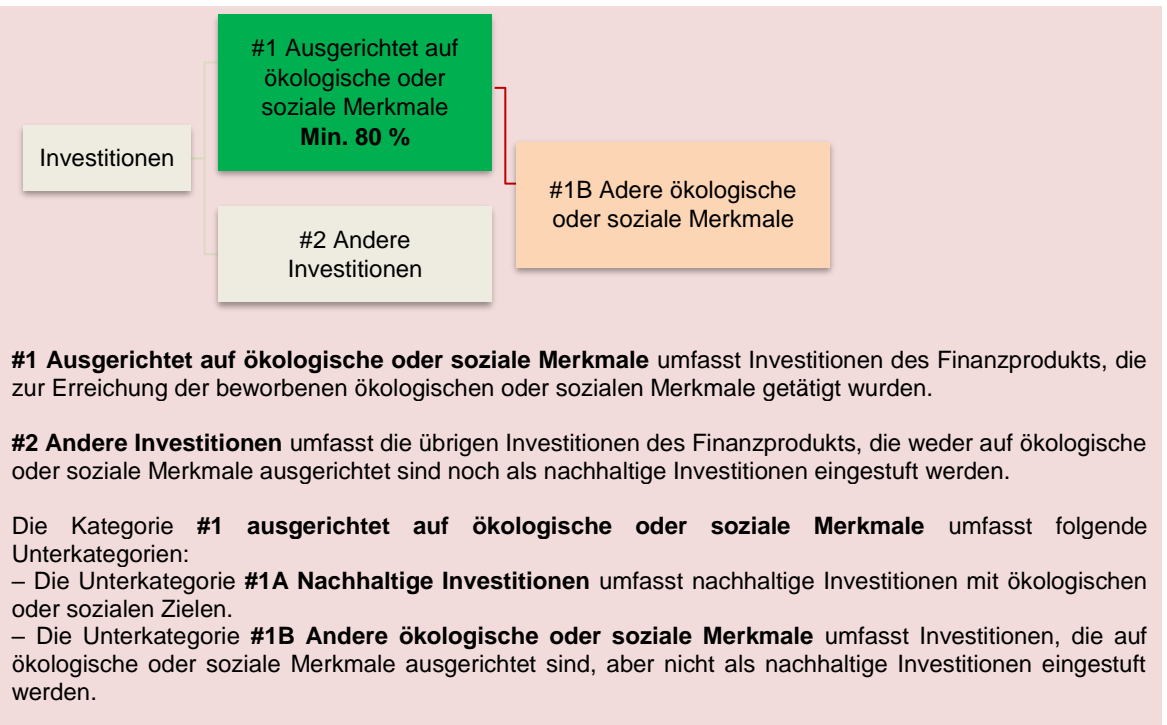 #1 Ausgerichtet auf
ökologische oder
soziale Merkmale
Min. 80 %
Investitionen
#1B Adere ökologische
oder soziale Merkmale
#2 Andere
Investitionen
#1 Ausgerichtet auf ökologische oder soziale Merkmale umfasst Investitionen des Finanzprodukts, die
zur Erreichung der beworbenen ökologischen oder sozialen Merkmale getätigt wurden.
#2 Andere Investitionen umfasst die übrigen Investitionen des Finanzprodukts, die weder auf ökologische
oder soziale Merkmale ausgerichtet sind noch als nachhaltige Investitionen eingestuft werden.
Die Kategorie #1 ausgerichtet auf ökologische oder soziale Merkmale umfasst folgende
Unterkategorien:
– Die Unterkategorie #1A Nachhaltige Investitionen umfasst nachhaltige Investitionen mit ökologischen
oder sozialen Zielen.
– Die Unterkategorie #1B Andere ökologische oder soziale Merkmale umfasst Investitionen, die auf
ökologische oder soziale Merkmale ausgerichtet sind, aber nicht als nachhaltige Investitionen eingestuft
werden.